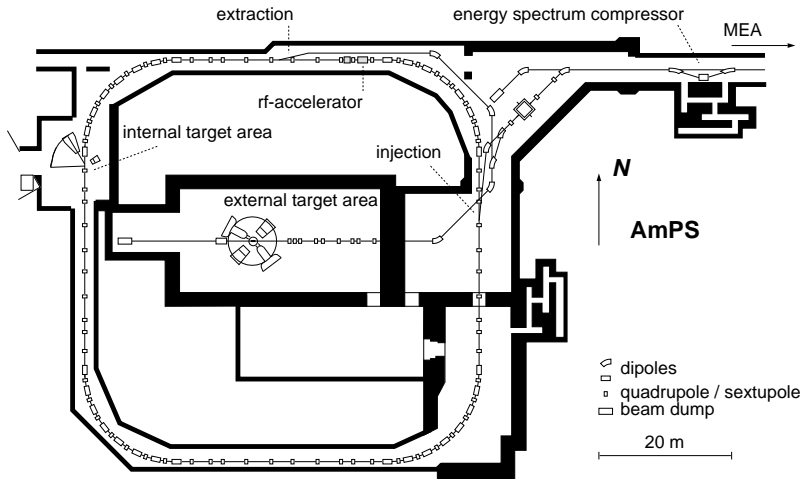 extraction
energy spectrum compressor
MEA
rf-accelerator
internal target area
injection
external target area
N
AmPS
dipoles
quadrupole / sextupole
beam dump
20 m